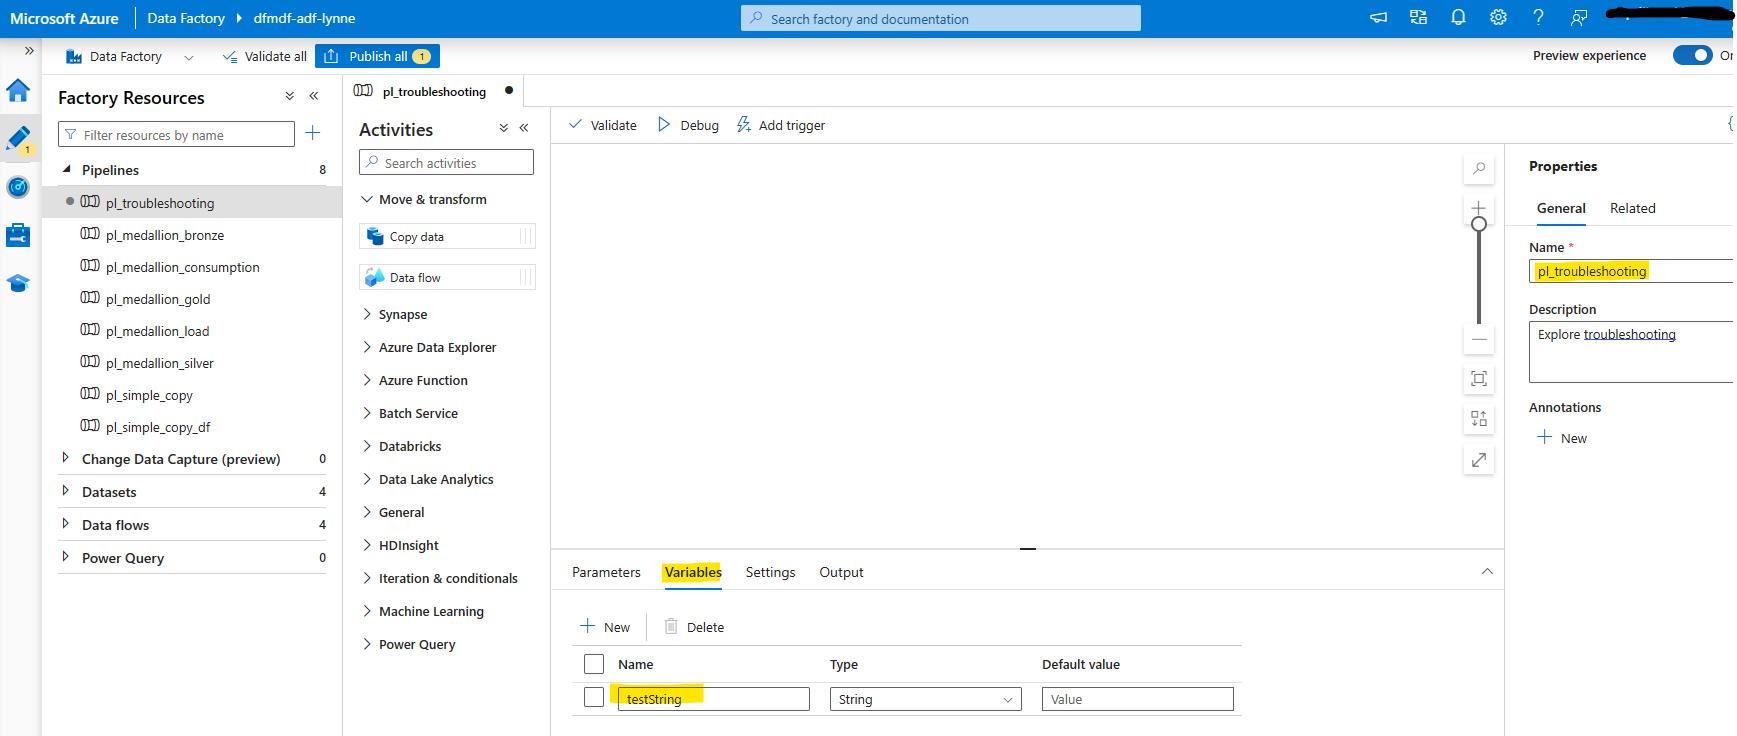 Microsoft Azure
Data Factory
dfmdf-adf-lynne
Search factory and documentation
Data Factory
Validate all
Publish all
1
Preview experience
1
Factory Resources
Filter resources by name
Pipelines
8
pl_troubleshooting
pl_medallion_bronze
pl_medallion_consumption
pl_medallion_gold
pl_medallion_load
pl_medallion_silver
pl_simple_copy
pl_simple_copy_df
Change Data Capture (preview)
0
Datasets
4
Data flows
4
Power Query
0
pl_troubleshooting
Activities
Search activities
Move & transform
Copy data
Data flow
Synapse
Azure Data Explorer
Azure Function
Batch Service
Databricks
Data Lake Analytics
General
HDInsight
Iteration & conditionals
Machine Learning
Power Query
Validate
Debug
Add trigger
Parameters
Variables
Settings
Output
New
Delete
Name
Type
Default value
testString
String
Value
Properties
General
Related
Name *
pl_troubleshooting
Description
Explore troubleshooting
Annotations
New